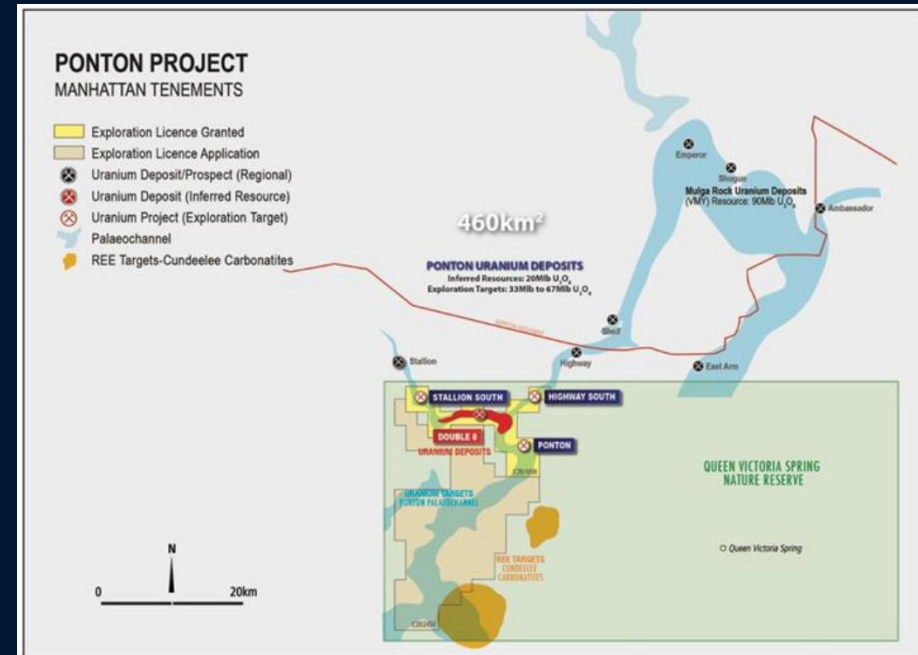 PONTON PROJECT
MANHATTAN TENEMENTS
Exploration Licence Granted
Exploration Licence Application
Uranium Deposit/Prospect (Regional)
Uranium Deposit (Inferred Resource)
Uranium Project (Exploration Target)
Palaeochannel
REE Targets-Cundeelee Carbonatites
460km²
PONTON URANIUM DEPOSITS
Inferred Resources: 20Mlb U₃O₈
Exploration Targets: 33Mlb to 67Mlb U₃O₈
Emperor
Shogun
Mulga Rock Uranium Deposits
(VMY) Resource: 90Mlb U₃O₈
Ambassador
Shelf
Highway
East Arm
Stallion
STALLION SOUTH
HIGHWAY SOUTH
DOUBLE 8
URANIUM DEPOSITS
PONTON
URANIUM TARGETS
PONTON PALAEOCHANNEL
REE TARGETS
CUNDEELEE
CARBONATITES
QUEEN VICTORIA SPRING
NATURE RESERVE
Queen Victoria Spring
N
0 20km